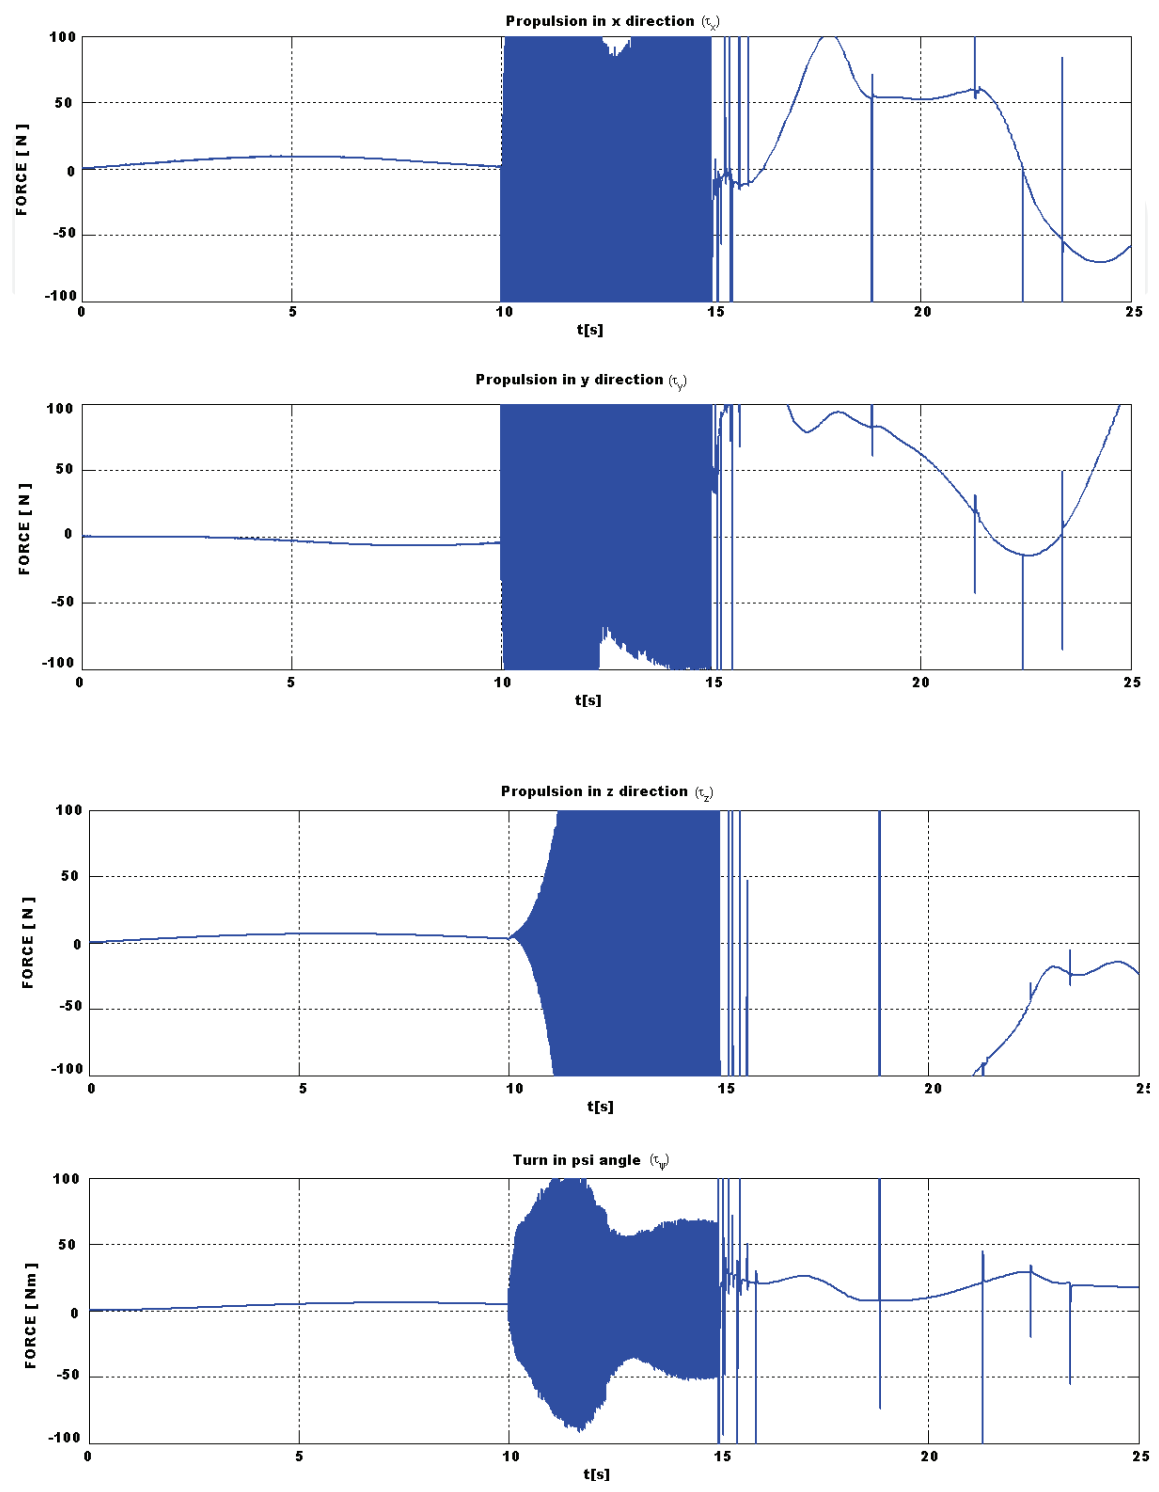 Propulsion in x direction (τx)
100
50
0
-50
-100
FORCE [ N ]
0 5 10 15 20 25
t[s]
Propulsion in y direction (τy)
100
50
0
-50
-100
FORCE [ N ]
0 5 10 15 20 25
t[s]
Propulsion in z direction (τz)
100
50
0
-50
-100
FORCE [ N ]
0 5 10 15 20 25
t[s]
Turn in psi angle (τψ)
100
50
0
-50
-100
FORCE [ Nm ]
0 5 10 15 20 25
t[s]